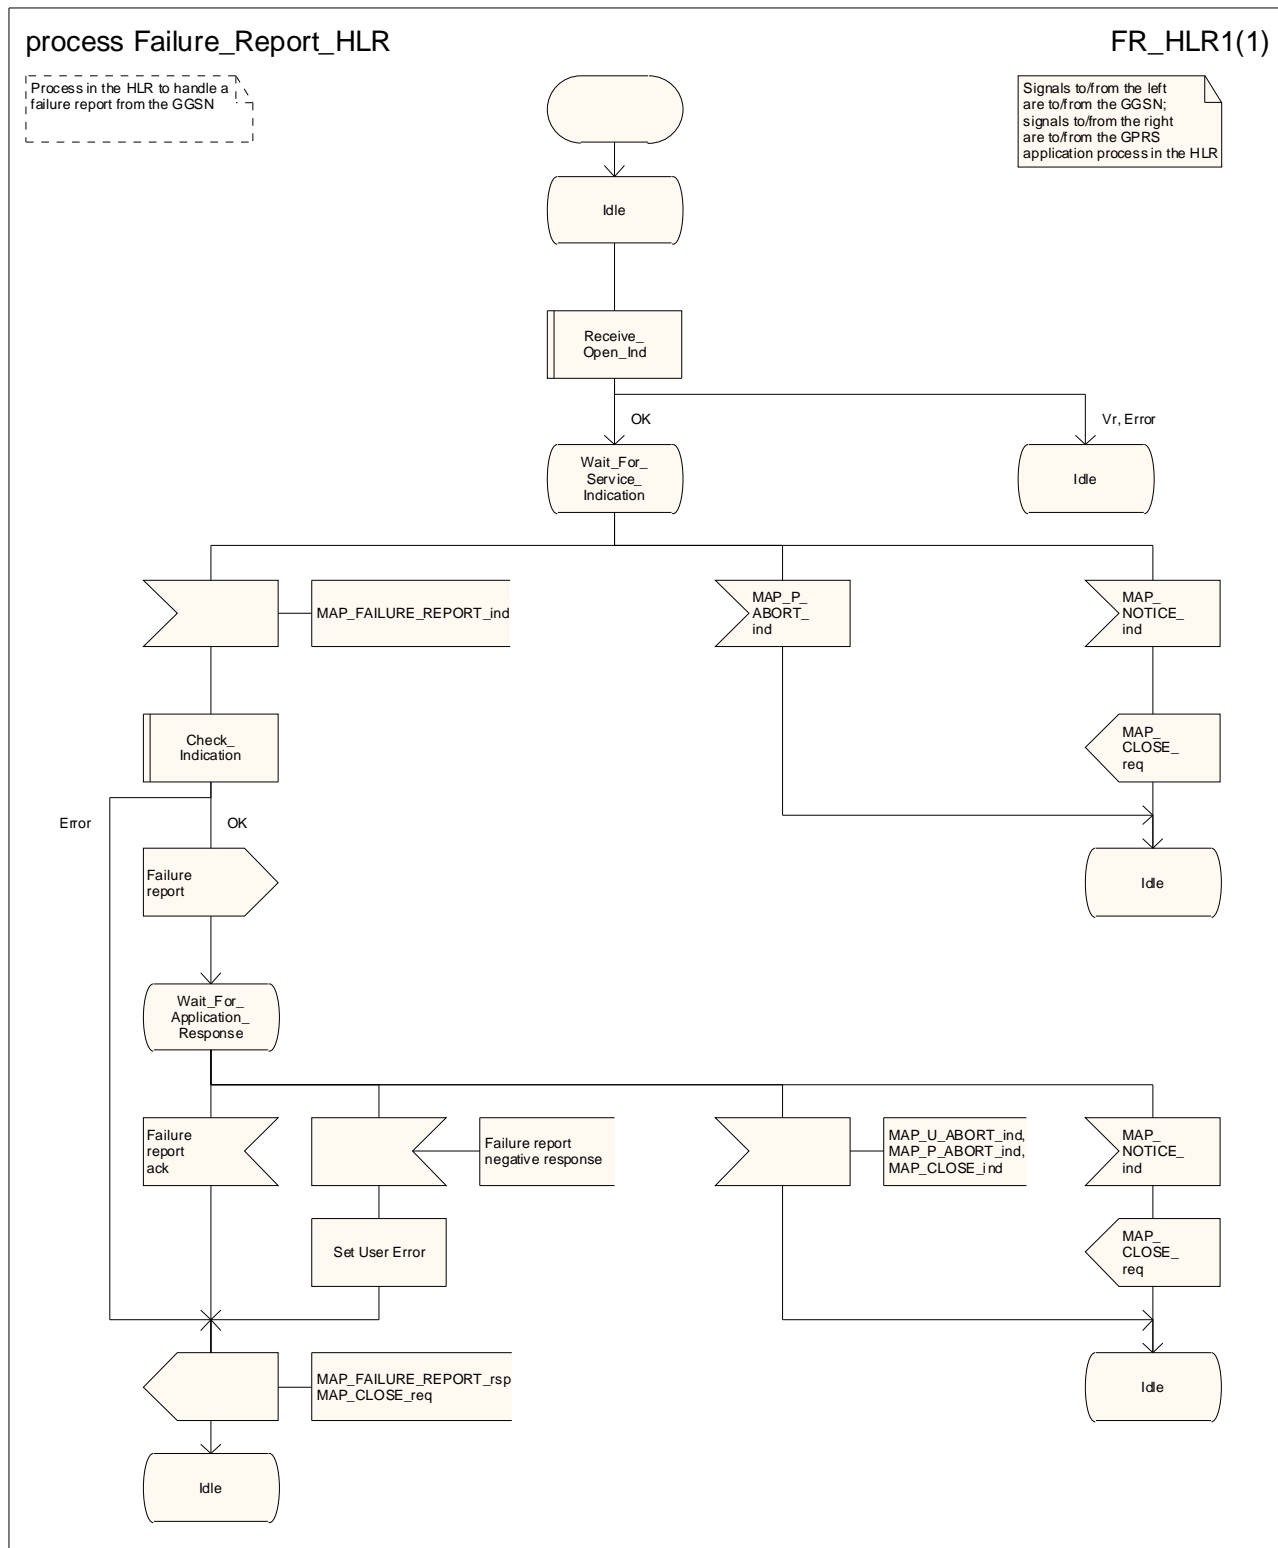 process Failure_Report_HLR
FR_HLR1(1)
Process in the HLR to handle a
failure report from the GGSN
Signals to/from the left
are to/from the GGSN;
signals to/from the right
are to/from the GPRS
application process in the HLR
Idle
Receive_
Open_Ind
OK
Vr, Error
Wait_For_
Service_
Indication
Idle
MAP_FAILURE_REPORT_ind
MAP_P_
ABORT_
ind
MAP_
NOTICE_
ind
Check_
Indication
MAP_
CLOSE_
req
Error
OK
Failure
report
Idle
Wait_For_
Application_
Response
Failure
report
ack
Failure report
negative response
MAP_U_ABORT_ind,
MAP_P_ABORT_ind,
MAP_CLOSE_ind
MAP_
NOTICE_
ind
Set User Error
MAP_
CLOSE_
req
MAP_FAILURE_REPORT_rsp
MAP_CLOSE_req
Idle
Idle